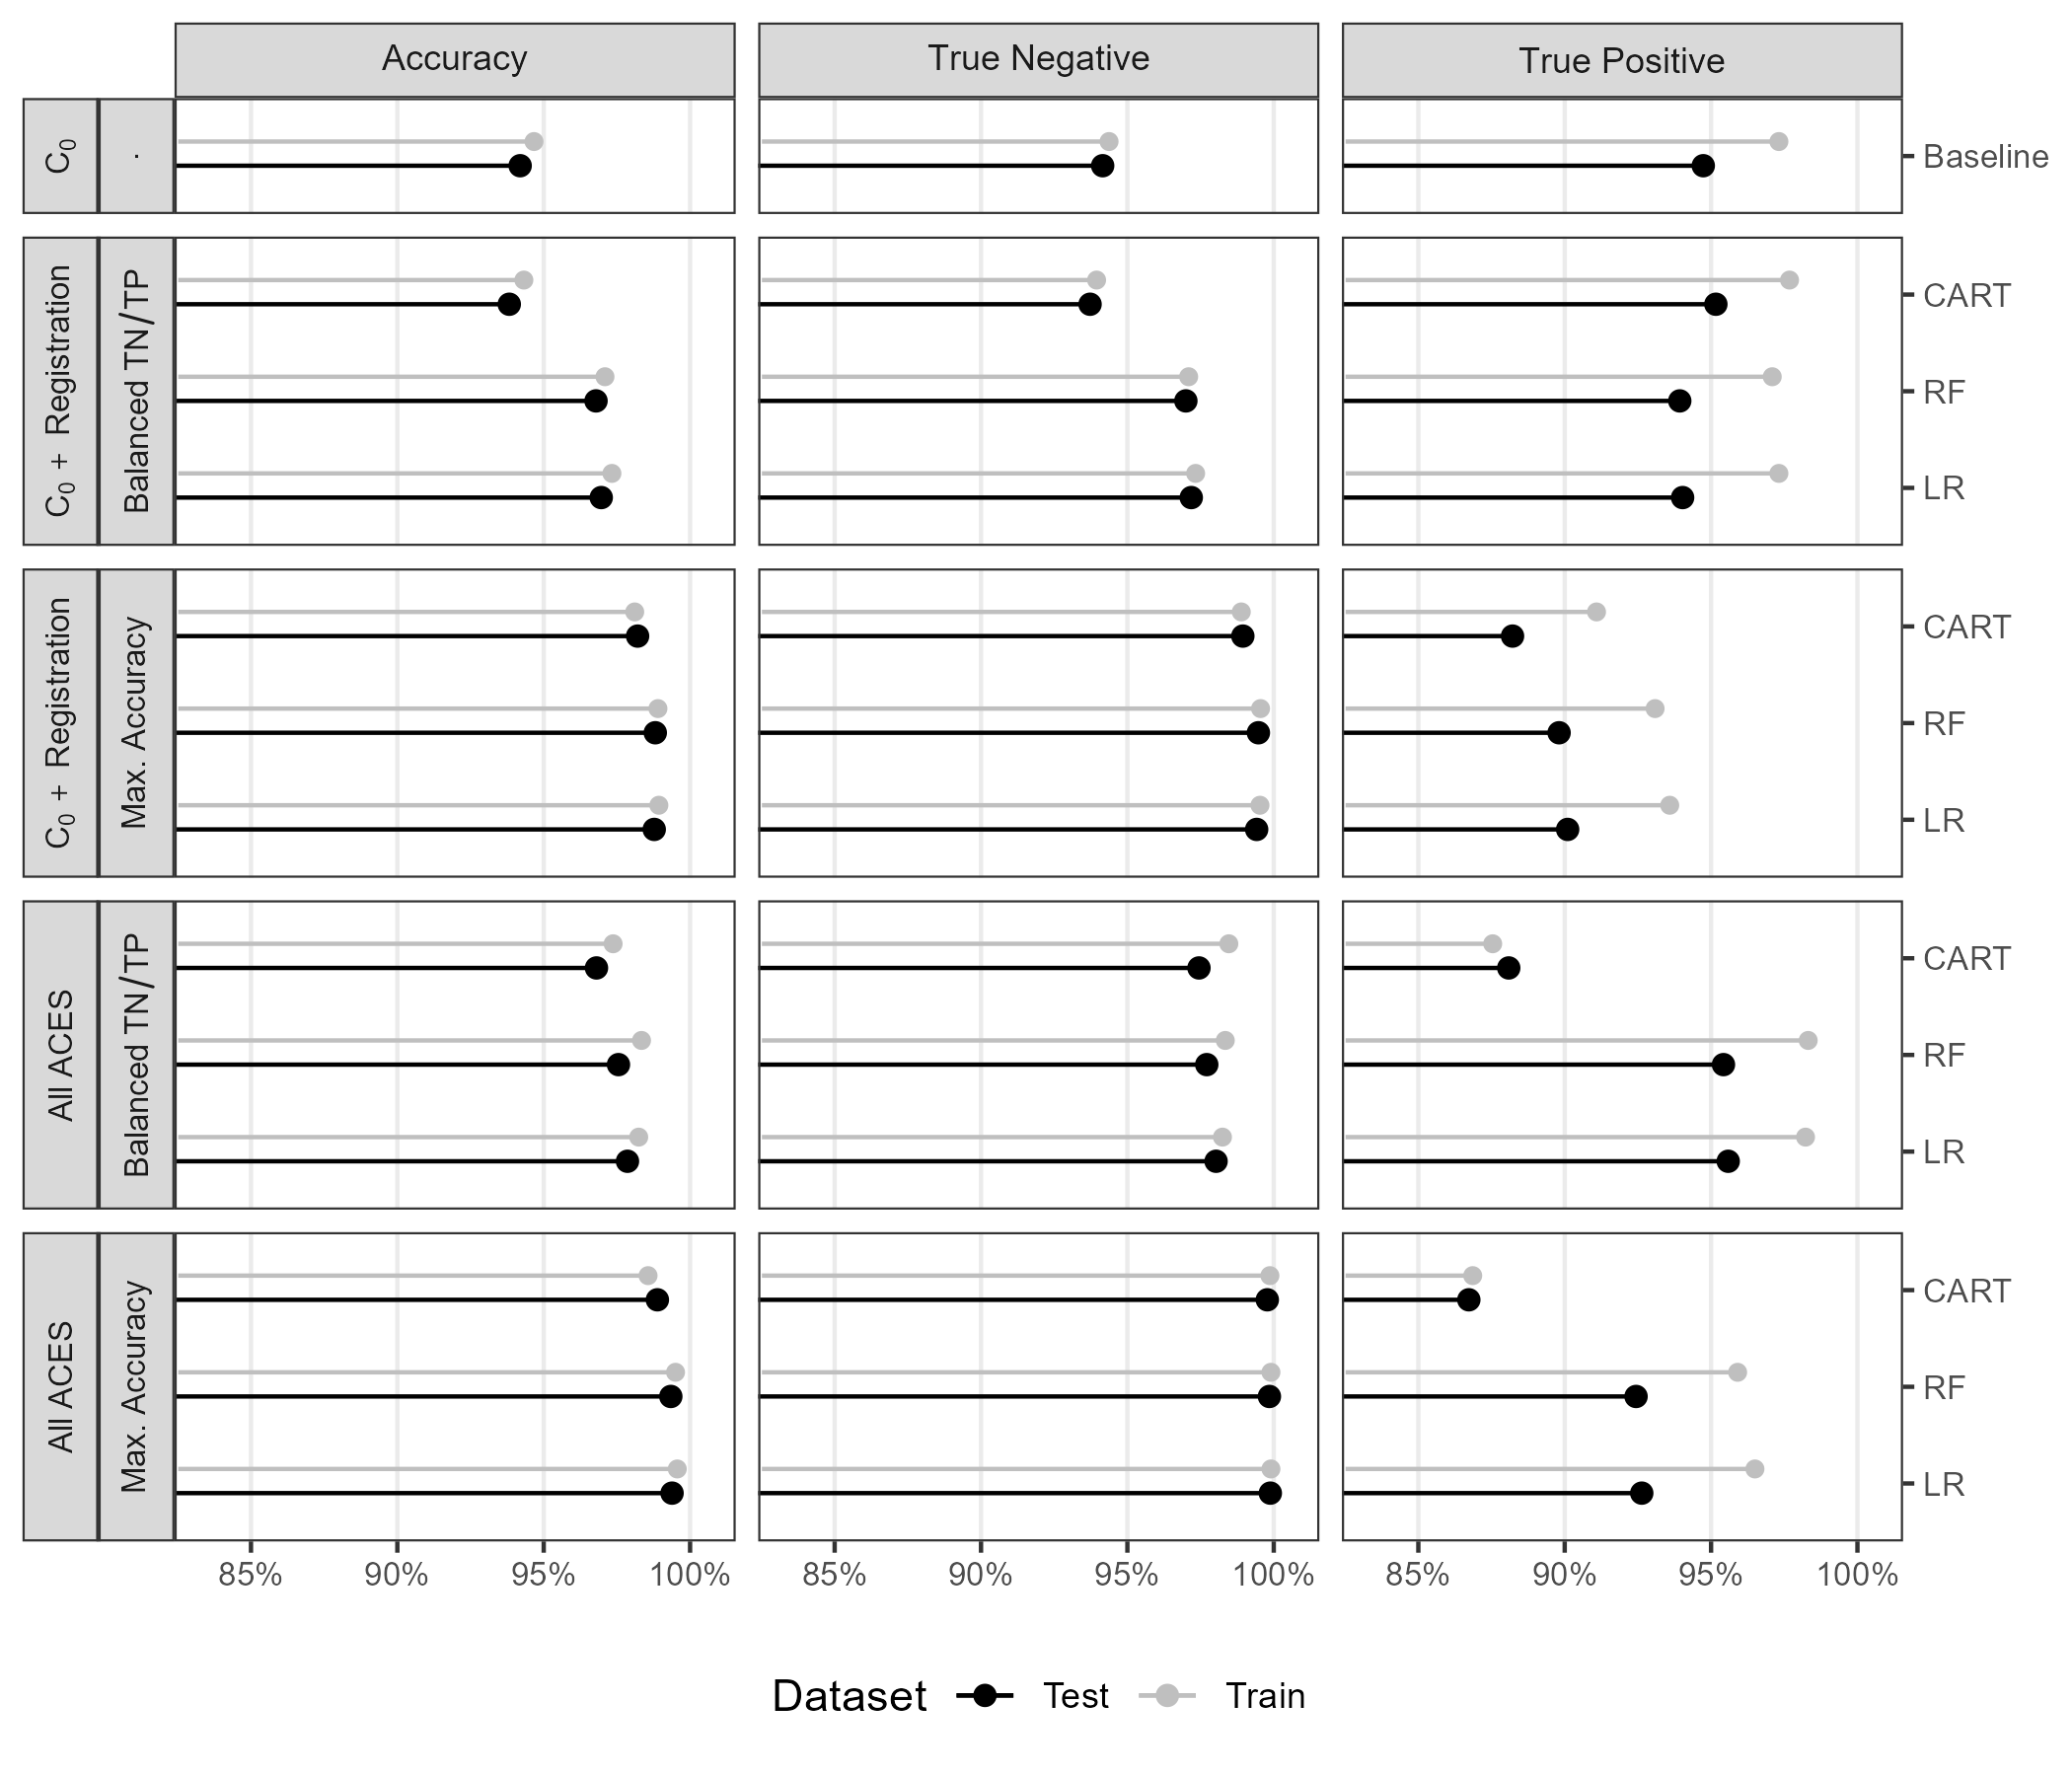 Accuracy
True Negative
True Positive
C₀
.
Baseline
C₀ + Registration
Balanced TN/TP
CART
RF
LR
C₀ + Registration
Max. Accuracy
CART
RF
LR
All ACES
Balanced TN/TP
CART
RF
LR
All ACES
Max. Accuracy
CART
RF
LR
85% 90% 95% 100% 85% 90% 95% 100% 85% 90% 95% 100%
Dataset Test Train